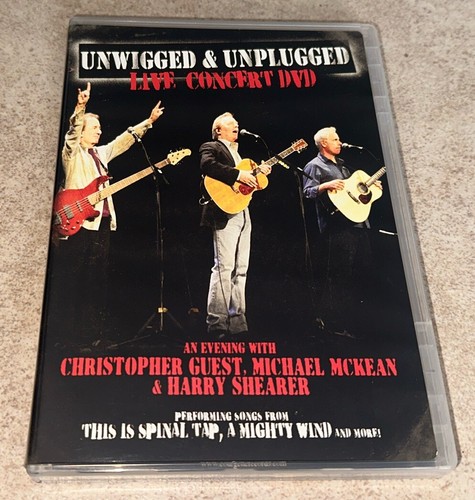 UNWIGGED & UNPLUGGED
LIVE CONCERT DVD
AN EVENING WITH
CHRISTOPHER GUEST, MICHAEL MCKEAN
& HARRY SHEARER
PERFORMING SONGS FROM
THIS IS SPINAL TAP, A MIGHTY WIND AND MORE!